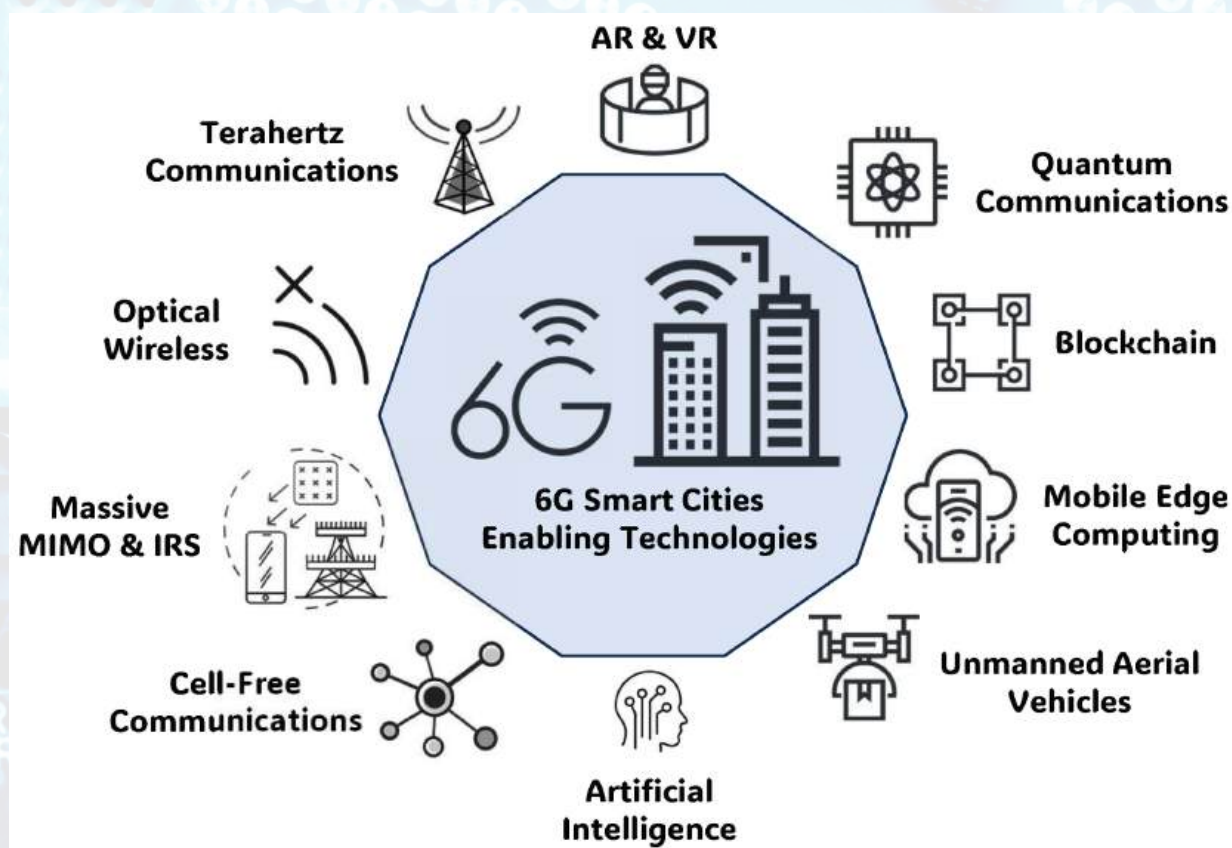 AR & VR
Terahertz
Communications
Quantum
Communications
Optical
Wireless
Blockchain
6G
6G Smart Cities
Enabling Technologies
Massive
MIMO & IRS
Mobile Edge
Computing
Cell-Free
Communications
Unmanned Aerial
Vehicles
Artificial
Intelligence